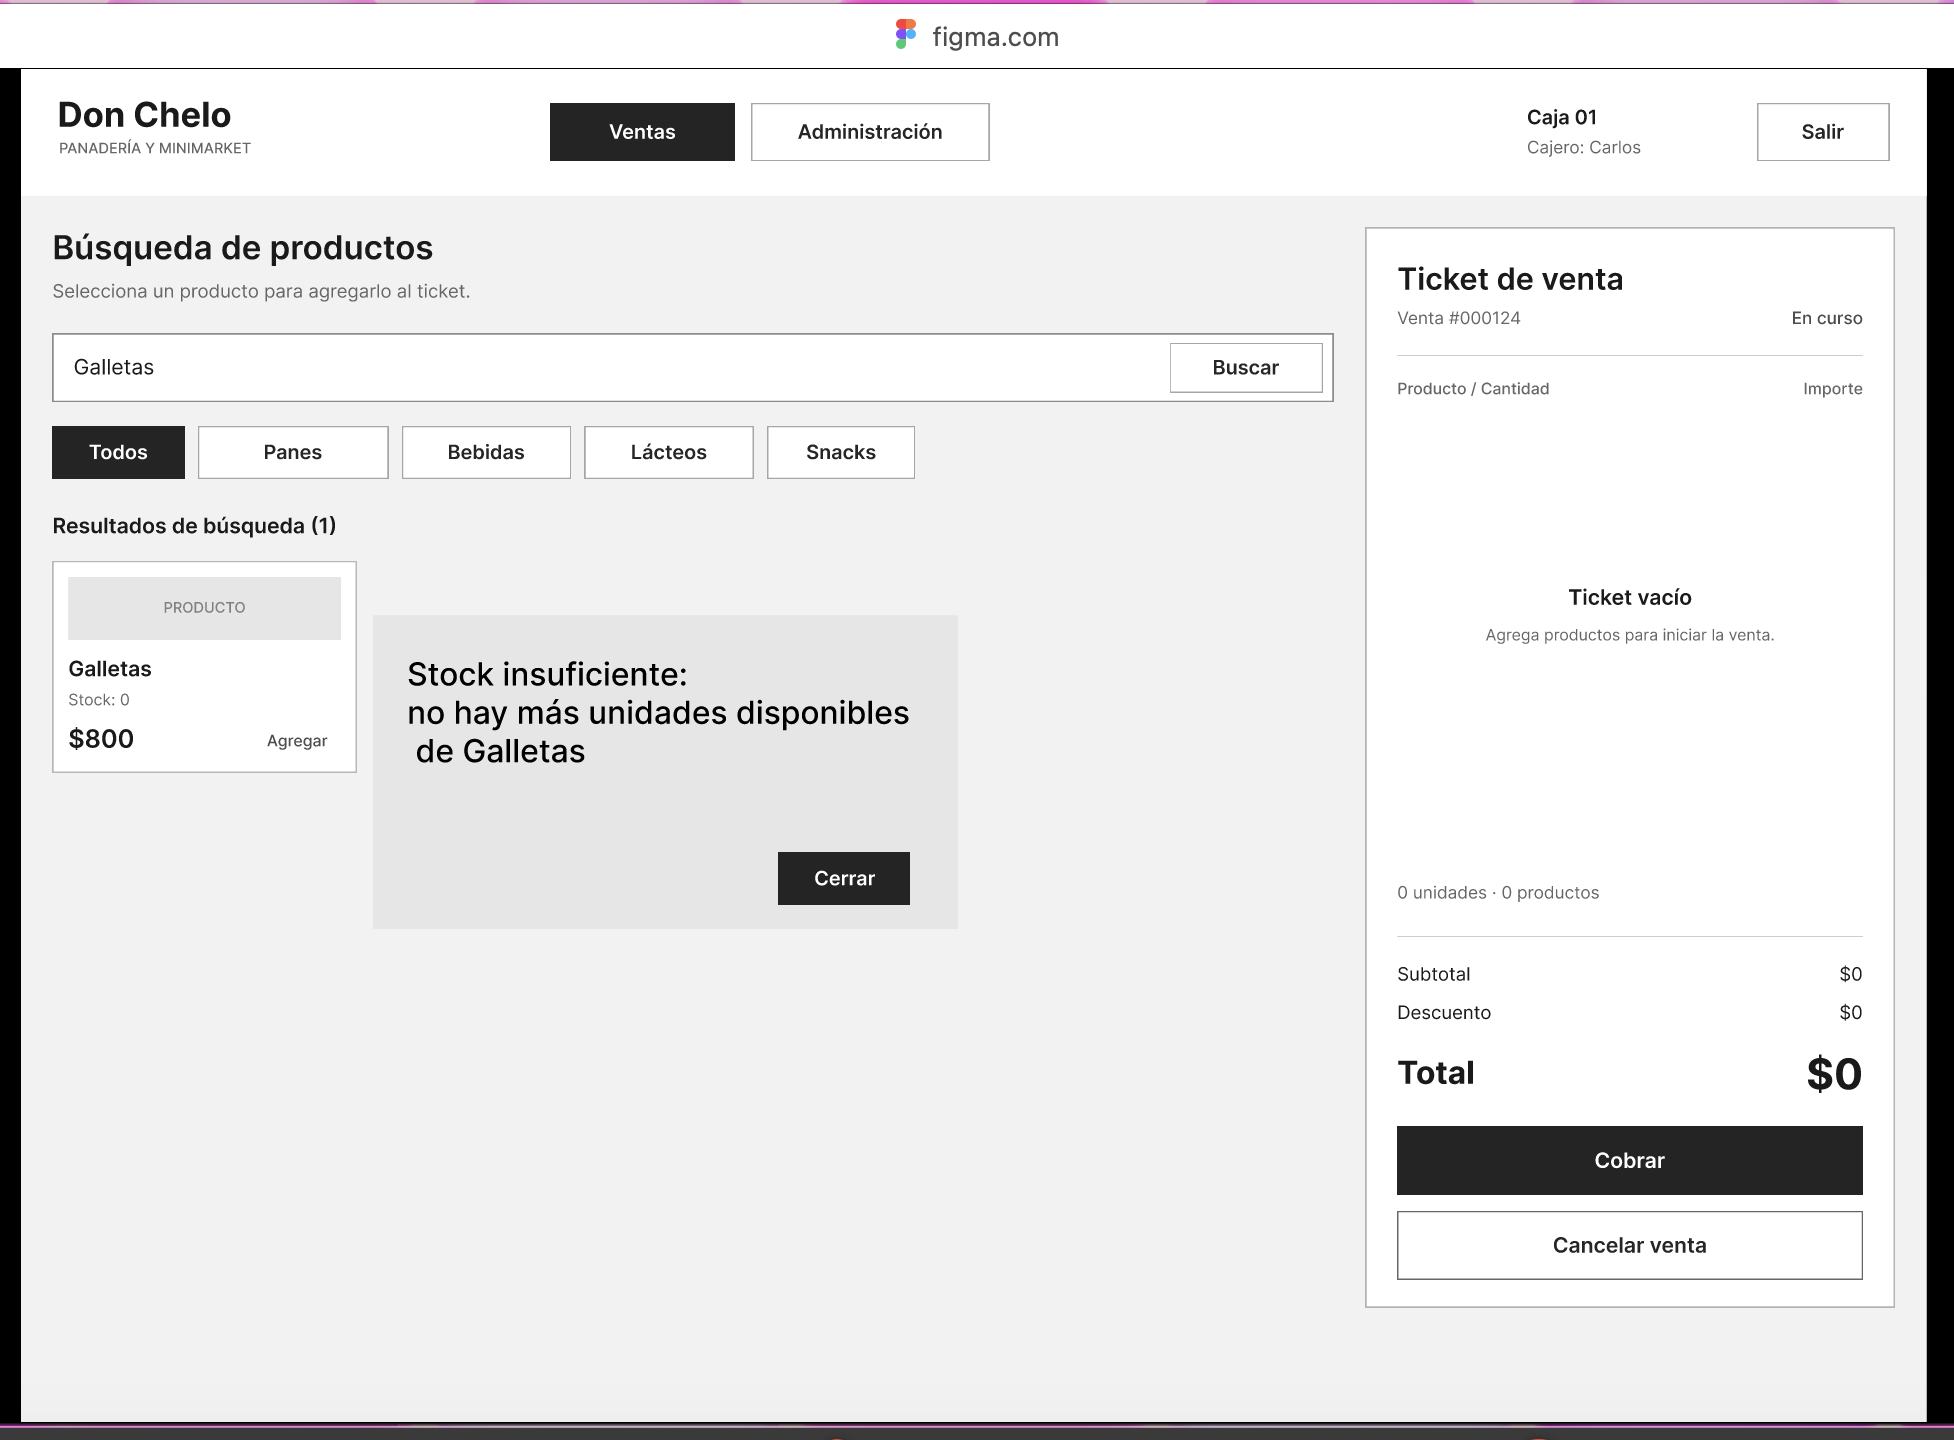 figma.com
Don Chelo
PANADERÍA Y MINIMARKET
Ventas
Administración
Caja 01
Cajero: Carlos
Salir
Búsqueda de productos
Selecciona un producto para agregarlo al ticket.
Galletas
Buscar
Todos
Panes
Bebidas
Lácteos
Snacks
Resultados de búsqueda (1)
PRODUCTO
Galletas
Stock: 0
$800
Agregar
Stock insuficiente:
no hay más unidades disponibles
de Galletas
Cerrar
Ticket de venta
Venta #000124
En curso
Producto / Cantidad
Importe
Ticket vacío
Agrega productos para iniciar la venta.
0 unidades · 0 productos
Subtotal
$0
Descuento
$0
Total
$0
Cobrar
Cancelar venta